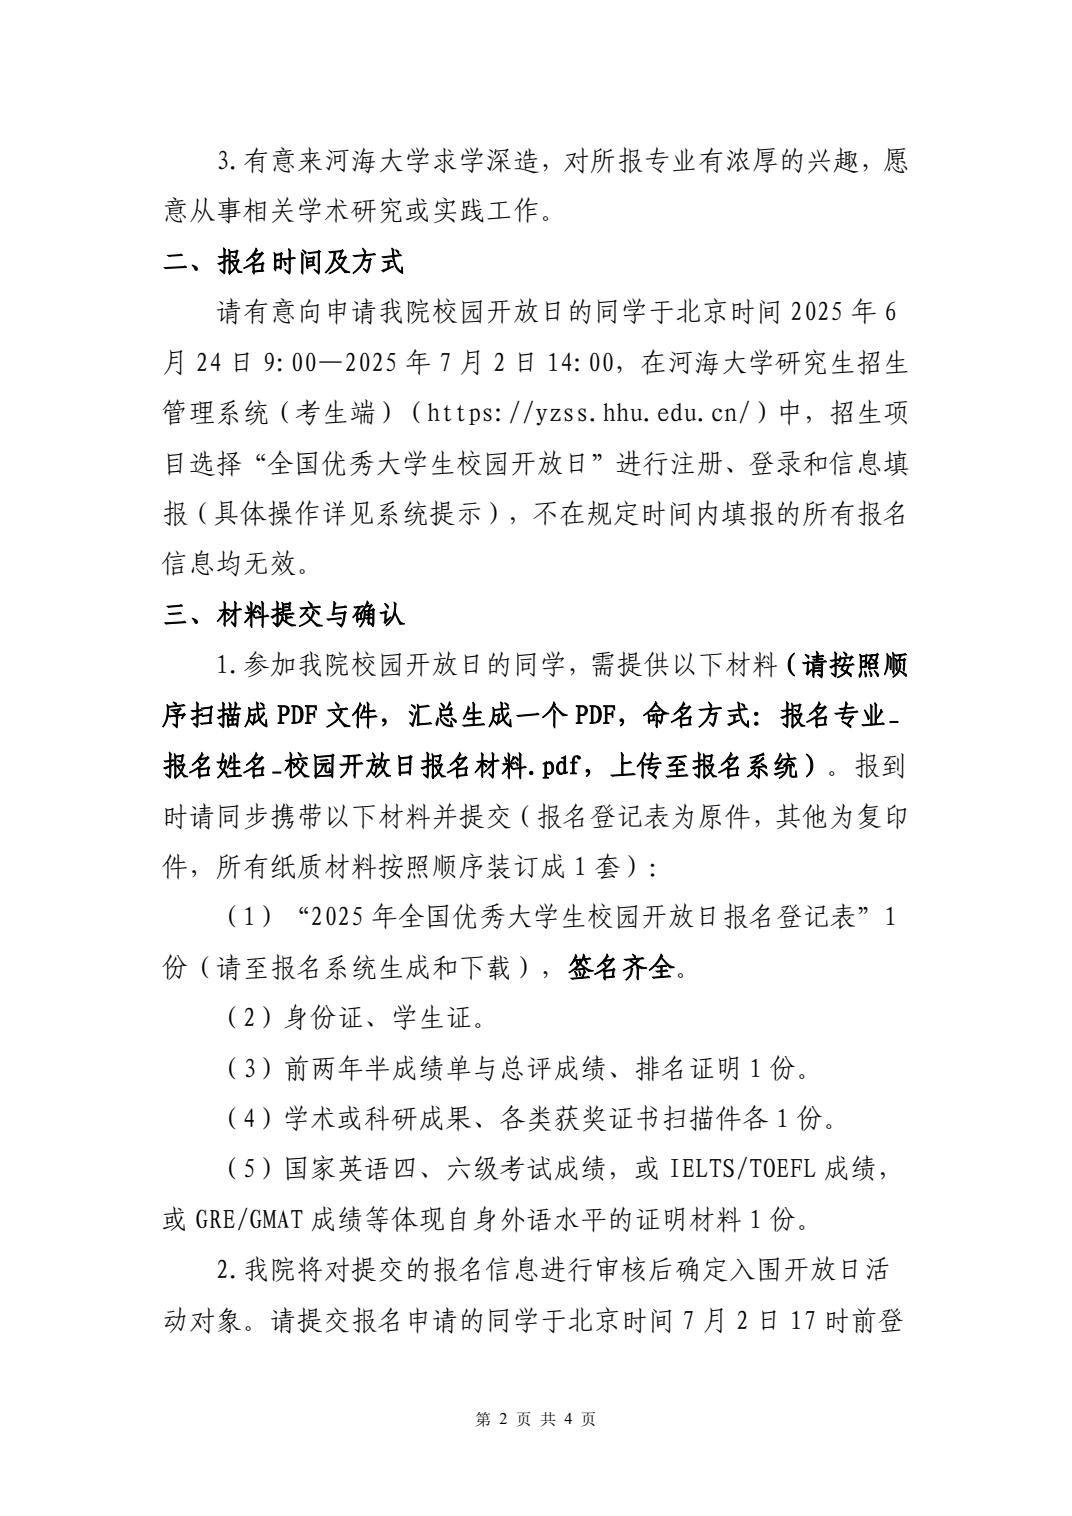 3.有意来河海大学求学深造，对所报专业有浓厚的兴趣，愿
意从事相关学术研究或实践工作。
二、报名时间及方式
请有意向申请我院校园开放日的同学于北京时间 2025 年 6
月 24 日 9:00—2025 年 7 月 2 日 14:00，在河海大学研究生招生
管理系统（考生端）（https://yzss.hhu.edu.cn/）中，招生项
目选择“全国优秀大学生校园开放日”进行注册、登录和信息填
报（具体操作详见系统提示），不在规定时间内填报的所有报名
信息均无效。
三、材料提交与确认
1.参加我院校园开放日的同学，需提供以下材料（请按照顺
序扫描成 PDF 文件，汇总生成一个 PDF，命名方式：报名专业_
报名姓名_校园开放日报名材料.pdf，上传至报名系统）。报到
时请同步携带以下材料并提交（报名登记表为原件，其他为复印
件，所有纸质材料按照顺序装订成 1 套）：
（1）“2025 年全国优秀大学生校园开放日报名登记表”1
份（请至报名系统生成和下载），签名齐全。
（2）身份证、学生证。
（3）前两年半成绩单与总评成绩、排名证明 1 份。
（4）学术或科研成果、各类获奖证书扫描件各 1 份。
（5）国家英语四、六级考试成绩，或 IELTS/TOEFL 成绩，
或 GRE/GMAT 成绩等体现自身外语水平的证明材料 1 份。
2.我院将对提交的报名信息进行审核后确定入围开放日活
动对象。请提交报名申请的同学于北京时间 7 月 2 日 17 时前登
第 2 页 共 4 页